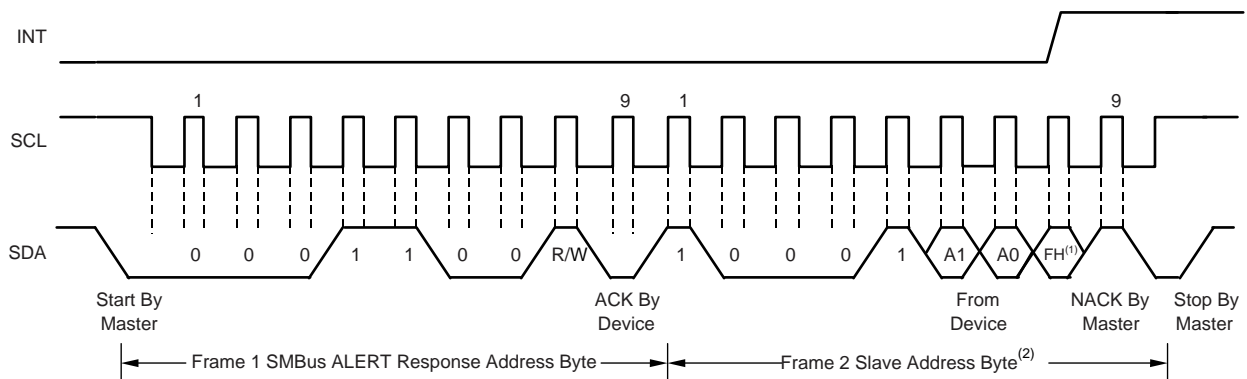 INT
1 9 1 9
SCL
SDA
0 0 0 1 1 0 0 R/W 1 0 0 0 1 A1 A0 FH(1)
Start By
Master
ACK By
Device
From
Device
NACK By
Master
Stop By
Master
Frame 1 SMBus ALERT Response Address Byte
Frame 2 Slave Address Byte(2)